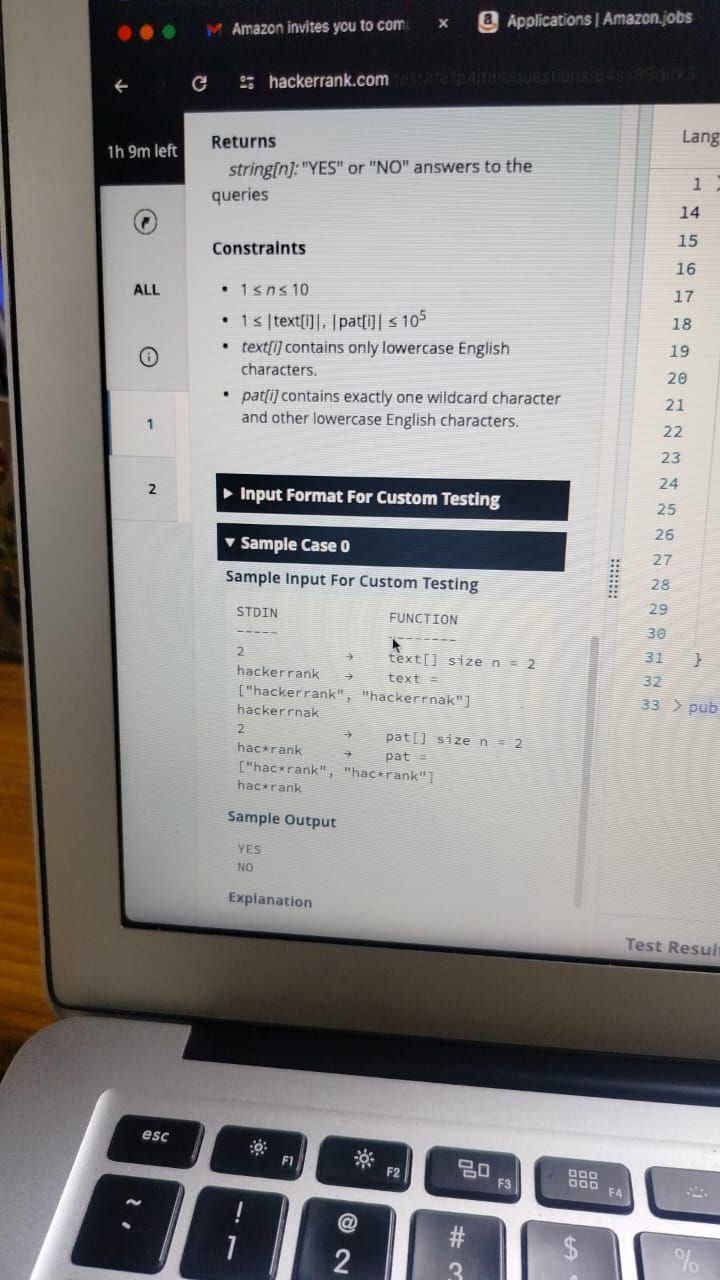 Amazon invites you to com
Applications | Amazon.jobs
hackerrank.com
1h 9m left
ALL
1
2
Returns
string[n]: "YES" or "NO" answers to the
queries
Constraints
• 1 ≤ n ≤ 10
• 1 ≤ |text[i]|, |pat[i]| ≤ 10⁵
• text[i] contains only lowercase English
characters.
• pat[i] contains exactly one wildcard character
and other lowercase English characters.
▶ Input Format For Custom Testing
▼ Sample Case 0
Sample Input For Custom Testing
STDIN FUNCTION
----- --------
2 → text[] size n = 2
hackerrank → text =
["hackerrank", "hackerrnak"]
hackerrnak
2 → pat[] size n = 2
hac*rank → pat =
["hac*rank", "hac*rank"]
hac*rank
Sample Output
YES
NO
Explanation
Lang
1
14
15
16
17
18
19
20
21
22
23
24
25
26
27
28
29
30
31 }
32
33 > pub
Test Resul
esc
F1
F2
F3
F4
~
`
!
1
@
2
#
3
$
%